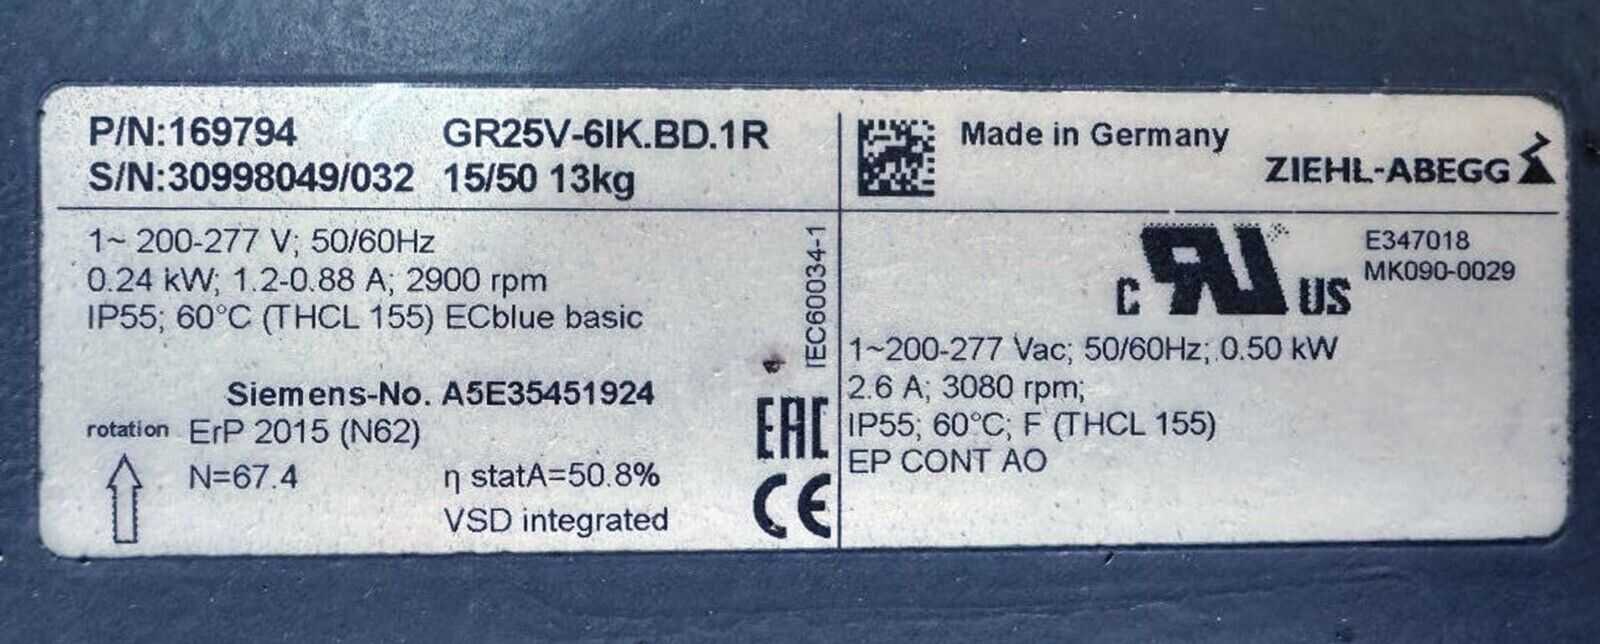 P/N:169794 GR25V-6IK.BD.1R
S/N:30998049/032 15/50 13kg
1~ 200-277 V; 50/60Hz
0.24 kW; 1.2-0.88 A; 2900 rpm
IP55; 60°C (THCL 155) ECblue basic
IEC60034-1
Siemens-No. A5E35451924
rotation ErP 2015 (N62)
N=67.4 η statA=50.8%
VSD integrated
EAC
CE
Made in Germany
ZIEHL-ABEGG
c RU US
E347018
MK090-0029
1~200-277 Vac; 50/60Hz; 0.50 kW
2.6 A; 3080 rpm;
IP55; 60°C; F (THCL 155)
EP CONT AO